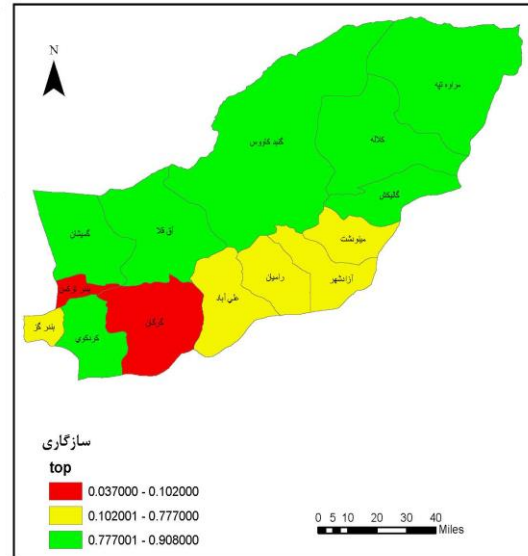 N
مراوه تپه
گنبد کاووس
کلاله
گالیکش
گمیشان
آق قلا
مینودشت
رامیان
آزادشهر
علي آباد
بندر ترکمن
گرگان
بندر گز
کردکوی
سازگاری
top
0.037000 - 0.102000
0.102001 - 0.777000
0.777001 - 0.908000
0 5 10 20 30 40
Miles